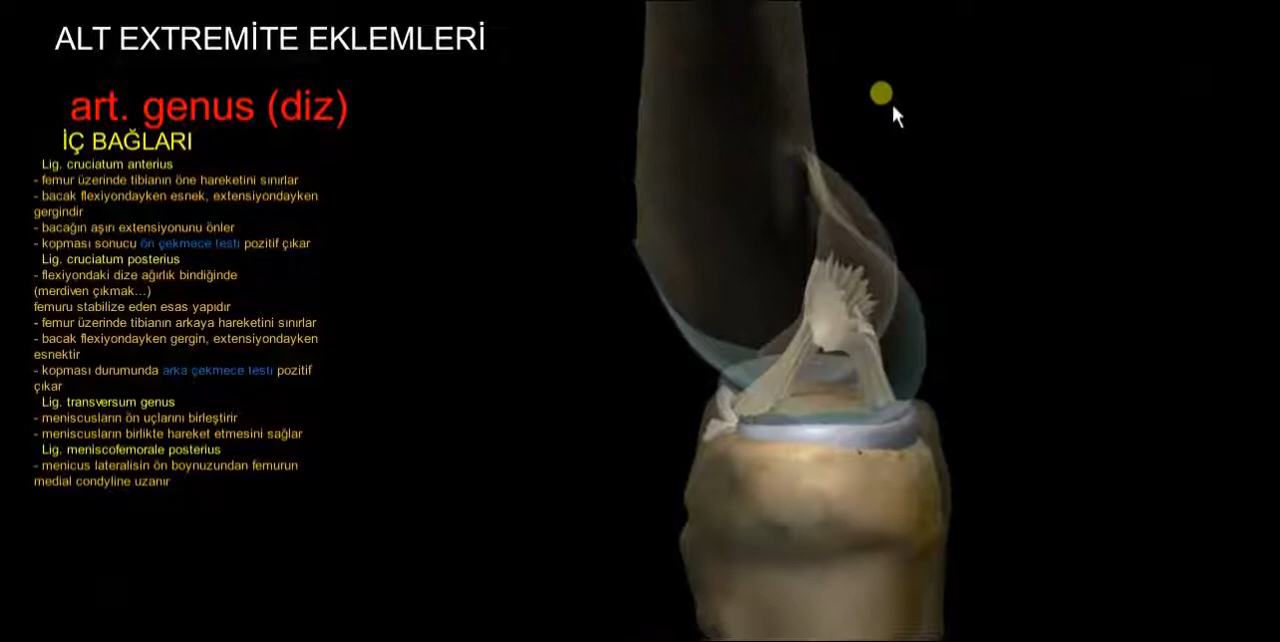 ALT EXTREMİTE EKLEMLERİ
art. genus (diz)
İÇ BAĞLARI
Lig. cruciatum anterius
- femur üzerinde tibianın öne hareketini sınırlar
- bacak flexiyondayken esnek, extensiyondayken
gergindir
- bacağın aşırı extensiyonunu önler
- kopması sonucu ön çekmece testi pozitif çıkar
Lig. cruciatum posterius
- flexiyondaki dize ağırlık bindiğinde
(merdiven çıkmak...)
femuru stabilize eden esas yapıdır
- femur üzerinde tibianın arkaya hareketini sınırlar
- bacak flexiyondayken gergin, extensiyondayken
esnektir
- kopması durumunda arka çekmece testi pozitif
çıkar
Lig. transversum genus
- meniscusların ön uçlarını birleştirir
- meniscusların birlikte hareket etmesini sağlar
Lig. meniscofemorale posterius
- menicus lateralisin ön boynuzundan femurun
medial condyline uzanır